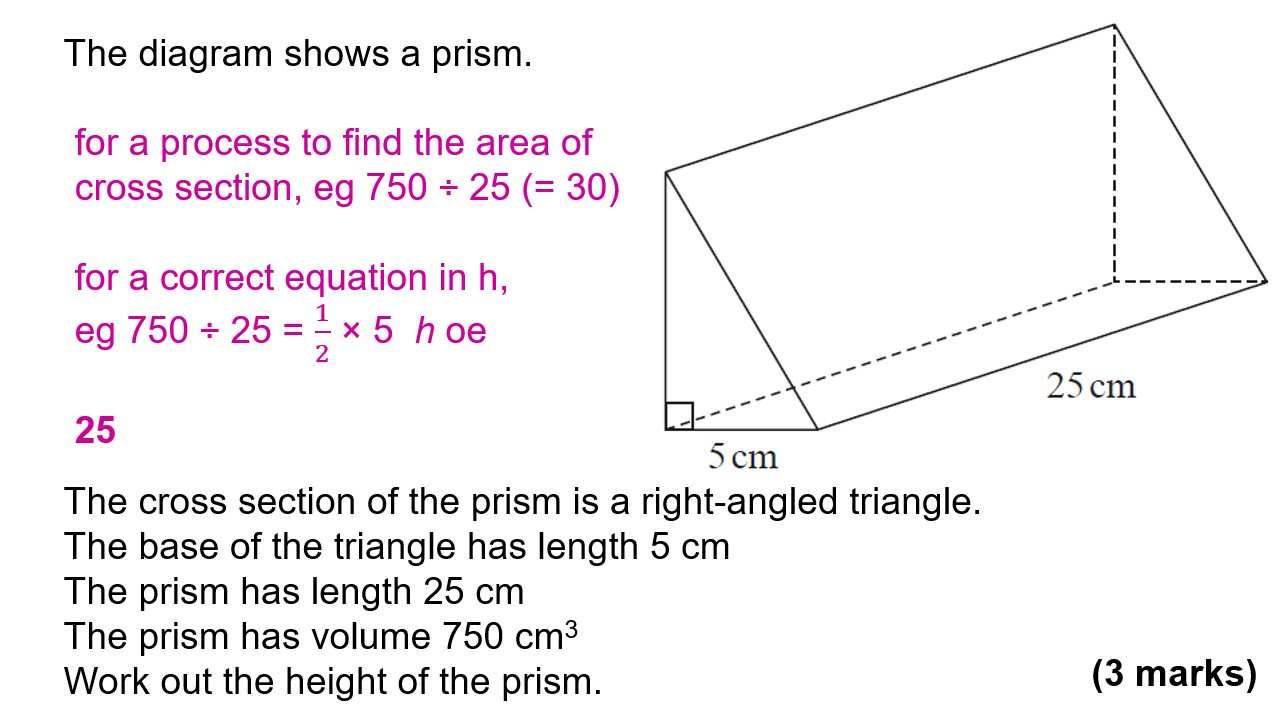 The diagram shows a prism.
for a process to find the area of
cross section, eg 750 ÷ 25 (= 30)
for a correct equation in h,
eg 750 ÷ 25 = 1/2 × 5 h oe
25
25 cm
5 cm
The cross section of the prism is a right-angled triangle.
The base of the triangle has length 5 cm
The prism has length 25 cm
The prism has volume 750 cm³
Work out the height of the prism.
(3 marks)